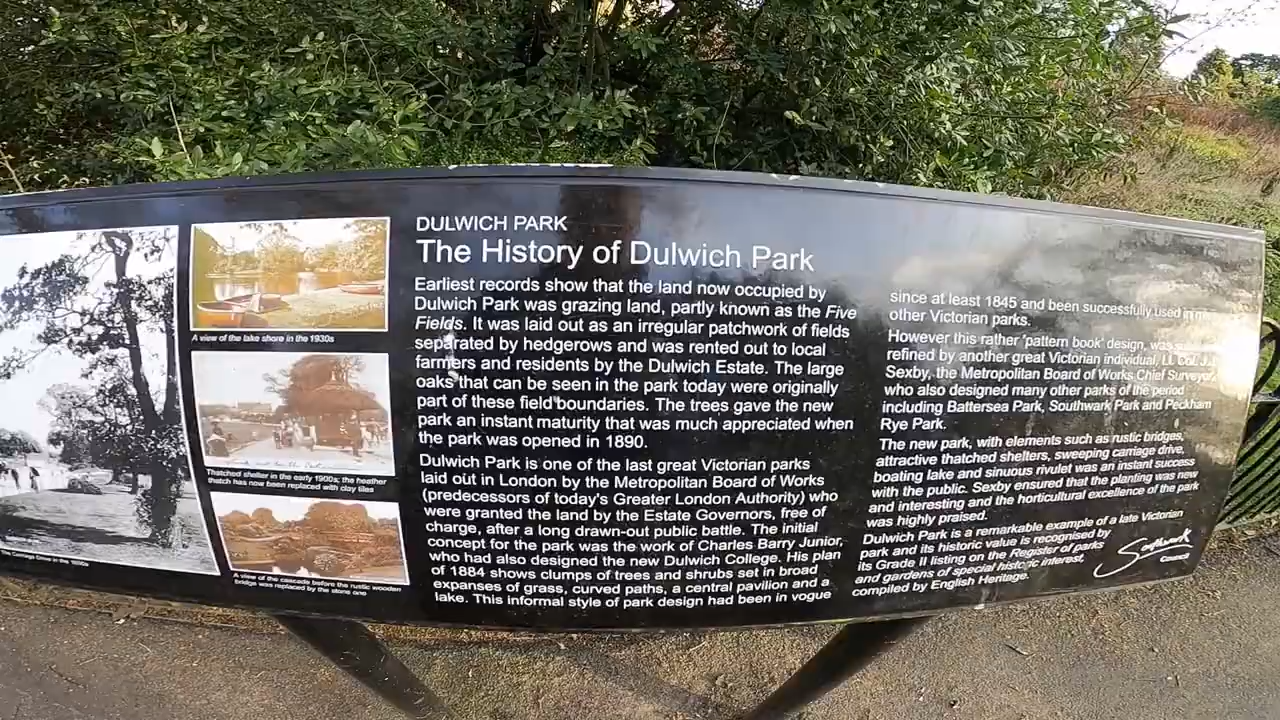 DULWICH PARK
The History of Dulwich Park
Earliest records show that the land now occupied by
Dulwich Park was grazing land, partly known as the Five
Fields. It was laid out as an irregular patchwork of fields
separated by hedgerows and was rented out to local
farmers and residents by the Dulwich Estate. The large
oaks that can be seen in the park today were originally
part of these field boundaries. The trees gave the new
park an instant maturity that was much appreciated when
the park was opened in 1890.
Dulwich Park is one of the last great Victorian parks
laid out in London by the Metropolitan Board of Works
(predecessors of today's Greater London Authority) who
were granted the land by the Estate Governors, free of
charge, after a long drawn-out public battle. The initial
concept for the park was the work of Charles Barry Junior,
who had also designed the new Dulwich College. His plan
of 1884 shows clumps of trees and shrubs set in broad
expanses of grass, curved paths, a central pavilion and a
lake. This informal style of park design had been in vogue
since at least 1845 and been successfully used in
other Victorian parks.
However this rather 'pattern book' design, was
refined by another great Victorian individual, Lt. Col. J.J.
Sexby, the Metropolitan Board of Works Chief Surveyor,
who also designed many other parks of the period
including Battersea Park, Southwark Park and Peckham
Rye Park.
The new park, with elements such as rustic bridges,
attractive thatched shelters, sweeping carriage drive,
boating lake and sinuous rivulet was an instant success
with the public. Sexby ensured that the planting was new
and interesting and the horticultural excellence of the park
was highly praised.
Dulwich Park is a remarkable example of a late Victorian
park and its historic value is recognised by
its Grade II listing on the Register of parks
and gardens of special historic interest,
compiled by English Heritage.
Southwark
Council
A view of the lake shore in the 1930s
Thatched shelter in the early 1900s; the heather
thatch has now been replaced with clay tiles
A view of the cascade before the rustic wooden
bridge was replaced by the stone one
The Carriage Drive in the